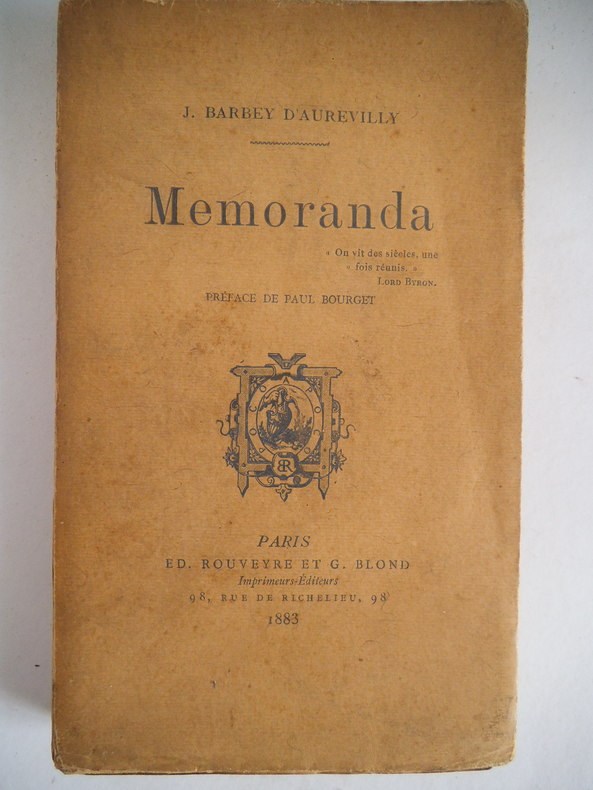 J. BARBEY D'AUREVILLY
Memoranda
« On vit des siècles, une
« fois réunis. »
LORD BYRON.
PRÉFACE DE PAUL BOURGET
BR
PARIS
ED. ROUVEYRE ET G. BLOND
Imprimeurs-Éditeurs
98, RUE DE RICHELIEU, 98
1883